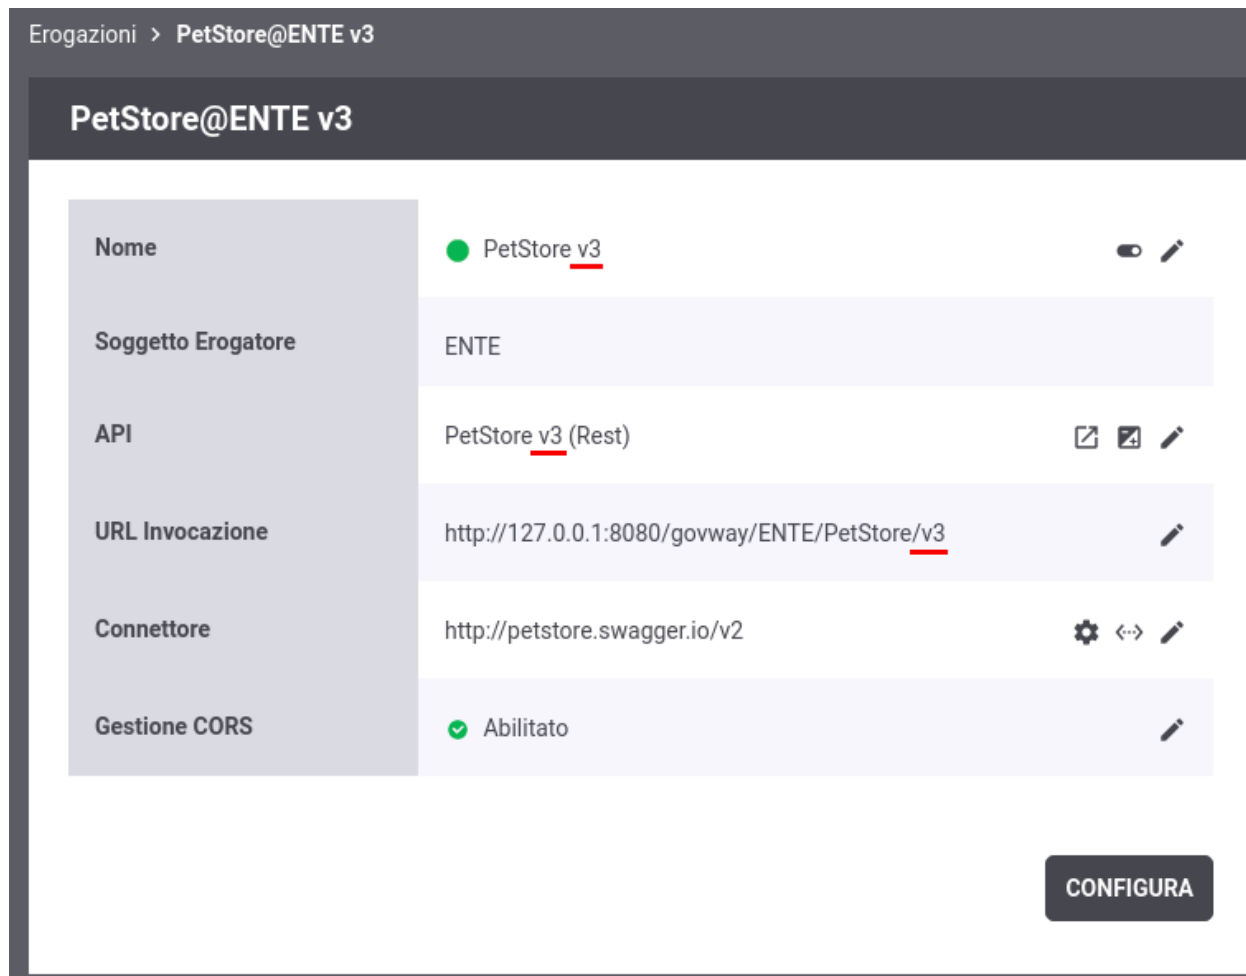 Erogazioni > PetStore@ENTE v3
PetStore@ENTE v3
Nome PetStore v3
Soggetto Erogatore ENTE
API PetStore v3 (Rest)
URL Invocazione http://127.0.0.1:8080/govway/ENTE/PetStore/v3
Connettore http://petstore.swagger.io/v2
Gestione CORS Abilitato
CONFIGURA